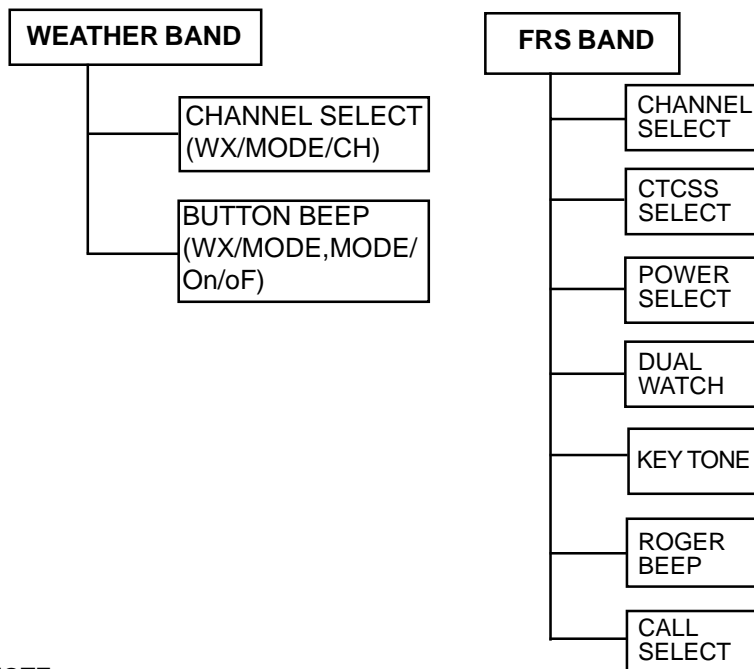 WEATHER BAND
CHANNEL SELECT
(WX/MODE/CH)
BUTTON BEEP
(WX/MODE,MODE/
On/oF)
FRS BAND
CHANNEL
SELECT
CTCSS
SELECT
POWER
SELECT
DUAL
WATCH
KEY TONE
ROGER
BEEP
CALL
SELECT